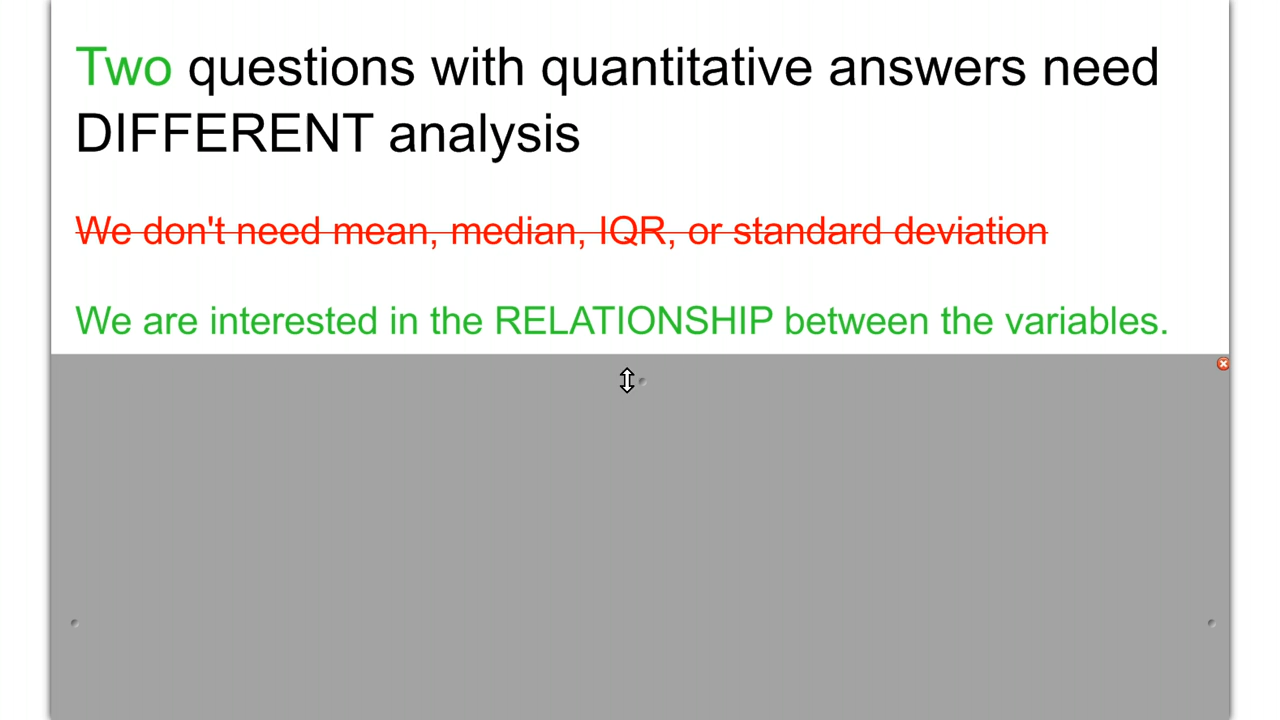 Two questions with quantitative answers need
DIFFERENT analysis
We don't need mean, median, IQR, or standard deviation
We are interested in the RELATIONSHIP between the variables.